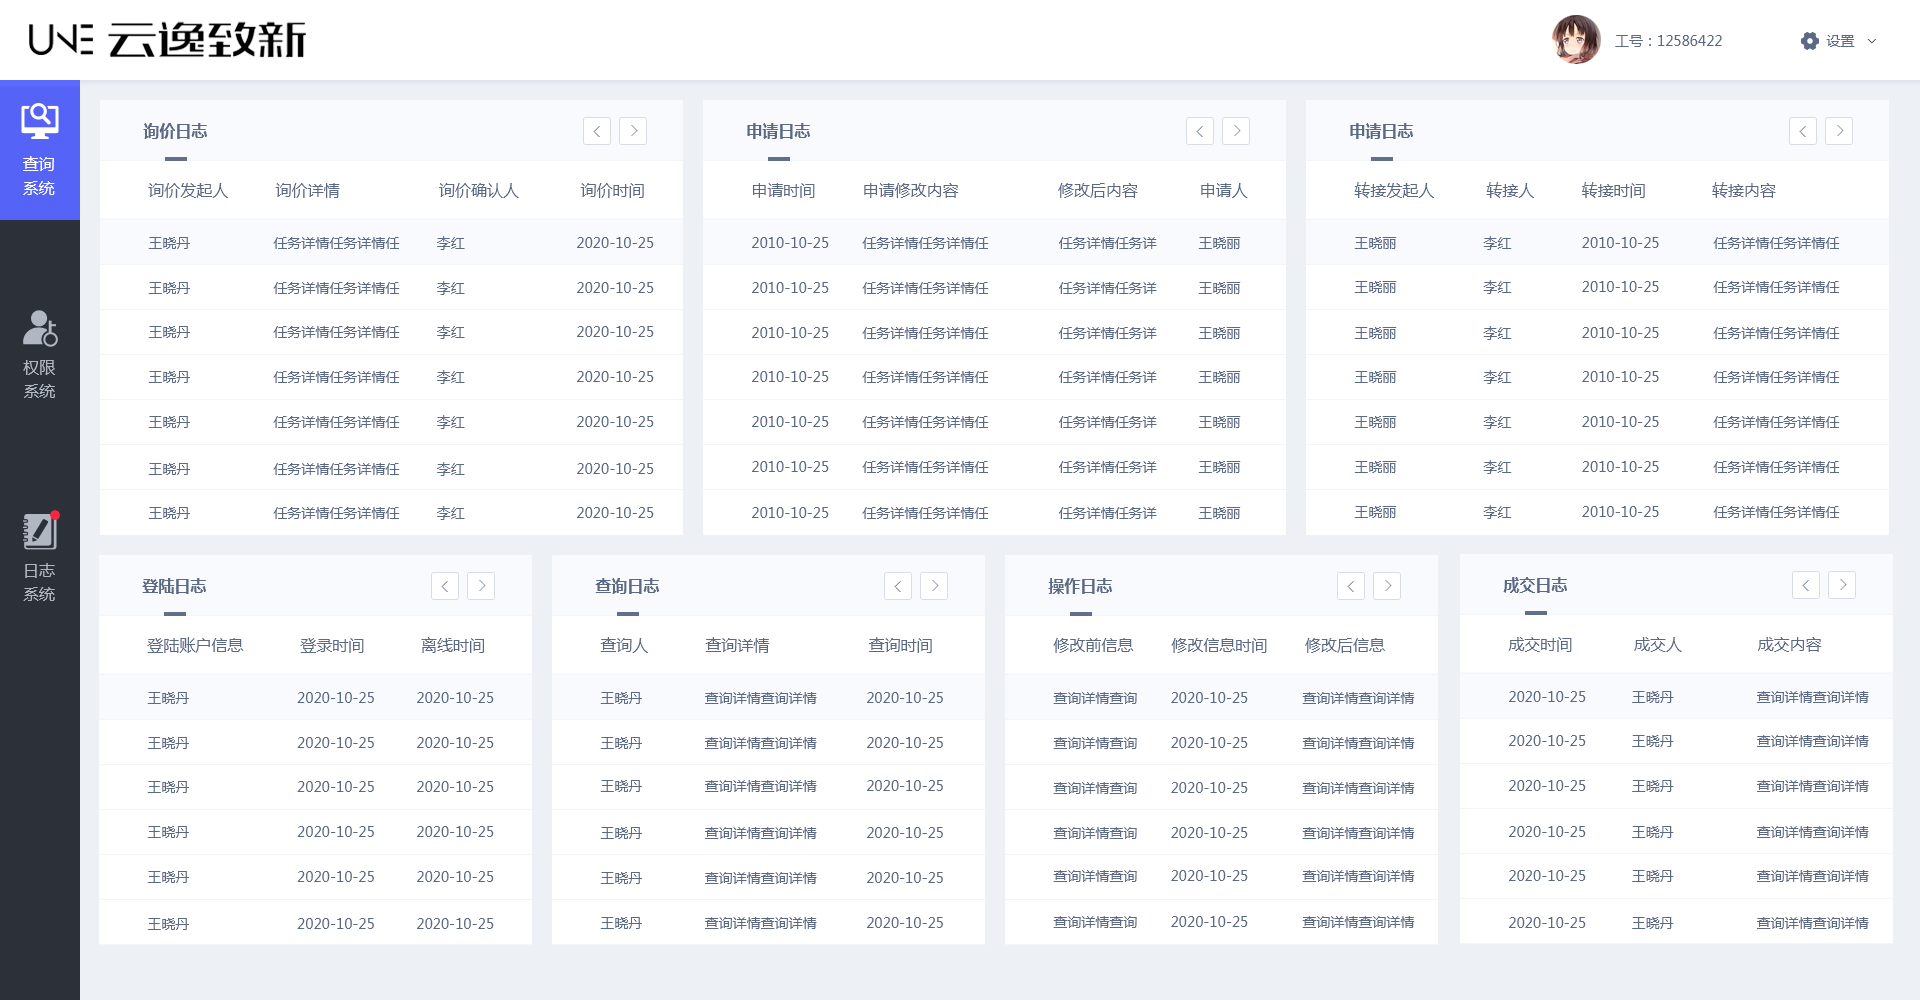 UNE 云逸致新
工号：12586422
设置
查询
系统
权限
系统
日志
系统
询价日志
询价发起人 询价详情 询价确认人 询价时间
王晓丹 任务详情任务详情任 李红 2020-10-25
王晓丹 任务详情任务详情任 李红 2020-10-25
王晓丹 任务详情任务详情任 李红 2020-10-25
王晓丹 任务详情任务详情任 李红 2020-10-25
王晓丹 任务详情任务详情任 李红 2020-10-25
王晓丹 任务详情任务详情任 李红 2020-10-25
王晓丹 任务详情任务详情任 李红 2020-10-25
申请日志
申请时间 申请修改内容 修改后内容 申请人
2010-10-25 任务详情任务详情任 任务详情任务详 王晓丽
2010-10-25 任务详情任务详情任 任务详情任务详 王晓丽
2010-10-25 任务详情任务详情任 任务详情任务详 王晓丽
2010-10-25 任务详情任务详情任 任务详情任务详 王晓丽
2010-10-25 任务详情任务详情任 任务详情任务详 王晓丽
2010-10-25 任务详情任务详情任 任务详情任务详 王晓丽
2010-10-25 任务详情任务详情任 任务详情任务详 王晓丽
申请日志
转接发起人 转接人 转接时间 转接内容
王晓丽 李红 2010-10-25 任务详情任务详情任
王晓丽 李红 2010-10-25 任务详情任务详情任
王晓丽 李红 2010-10-25 任务详情任务详情任
王晓丽 李红 2010-10-25 任务详情任务详情任
王晓丽 李红 2010-10-25 任务详情任务详情任
王晓丽 李红 2010-10-25 任务详情任务详情任
王晓丽 李红 2010-10-25 任务详情任务详情任
登陆日志
登陆账户信息 登录时间 离线时间
王晓丹 2020-10-25 2020-10-25
王晓丹 2020-10-25 2020-10-25
王晓丹 2020-10-25 2020-10-25
王晓丹 2020-10-25 2020-10-25
王晓丹 2020-10-25 2020-10-25
王晓丹 2020-10-25 2020-10-25
查询日志
查询人 查询详情 查询时间
王晓丹 查询详情查询详情 2020-10-25
王晓丹 查询详情查询详情 2020-10-25
王晓丹 查询详情查询详情 2020-10-25
王晓丹 查询详情查询详情 2020-10-25
王晓丹 查询详情查询详情 2020-10-25
王晓丹 查询详情查询详情 2020-10-25
操作日志
修改前信息 修改信息时间 修改后信息
查询详情查询 2020-10-25 查询详情查询详情
查询详情查询 2020-10-25 查询详情查询详情
查询详情查询 2020-10-25 查询详情查询详情
查询详情查询 2020-10-25 查询详情查询详情
查询详情查询 2020-10-25 查询详情查询详情
查询详情查询 2020-10-25 查询详情查询详情
成交日志
成交时间 成交人 成交内容
2020-10-25 王晓丹 查询详情查询详情
2020-10-25 王晓丹 查询详情查询详情
2020-10-25 王晓丹 查询详情查询详情
2020-10-25 王晓丹 查询详情查询详情
2020-10-25 王晓丹 查询详情查询详情
2020-10-25 王晓丹 查询详情查询详情